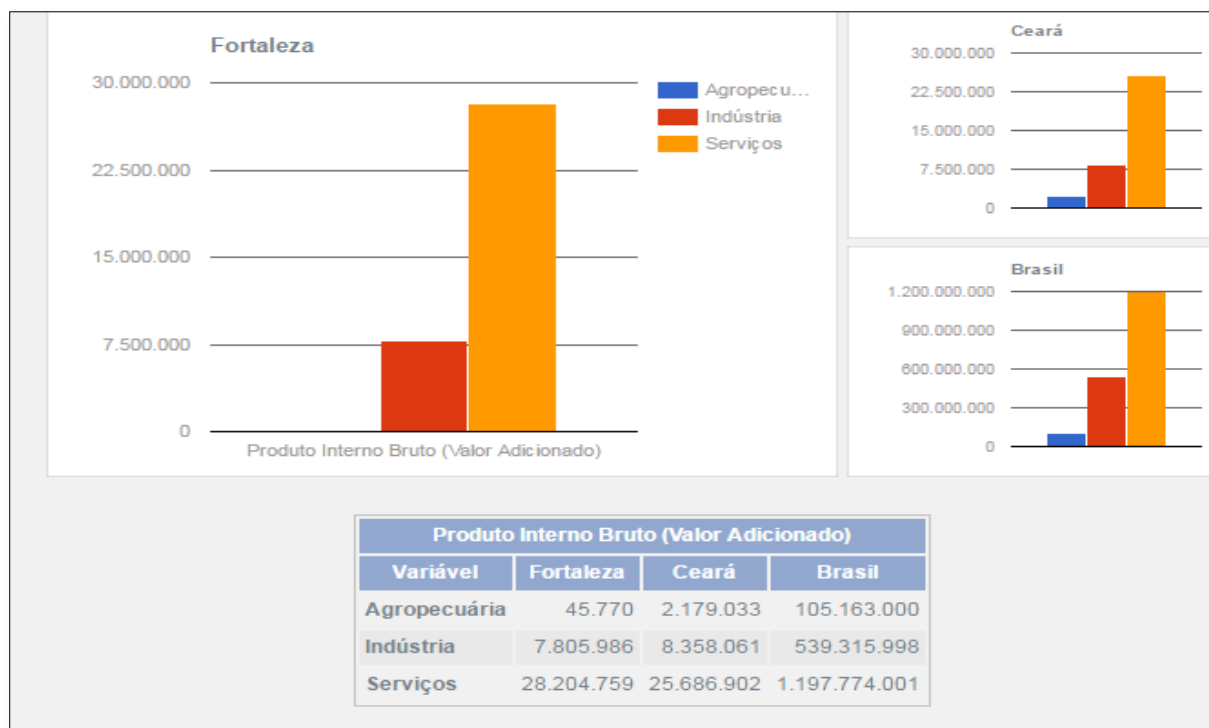 Fortaleza
30.000.000
22.500.000
15.000.000
7.500.000
0
Produto Interno Bruto (Valor Adicionado)
Agropecu...
Indústria
Serviços
Ceará
30.000.000
22.500.000
15.000.000
7.500.000
0
Brasil
1.200.000.000
900.000.000
600.000.000
300.000.000
0
Produto Interno Bruto (Valor Adicionado)
Variável Fortaleza Ceará Brasil
Agropecuária 45.770 2.179.033 105.163.000
Indústria 7.805.986 8.358.061 539.315.998
Serviços 28.204.759 25.686.902 1.197.774.001